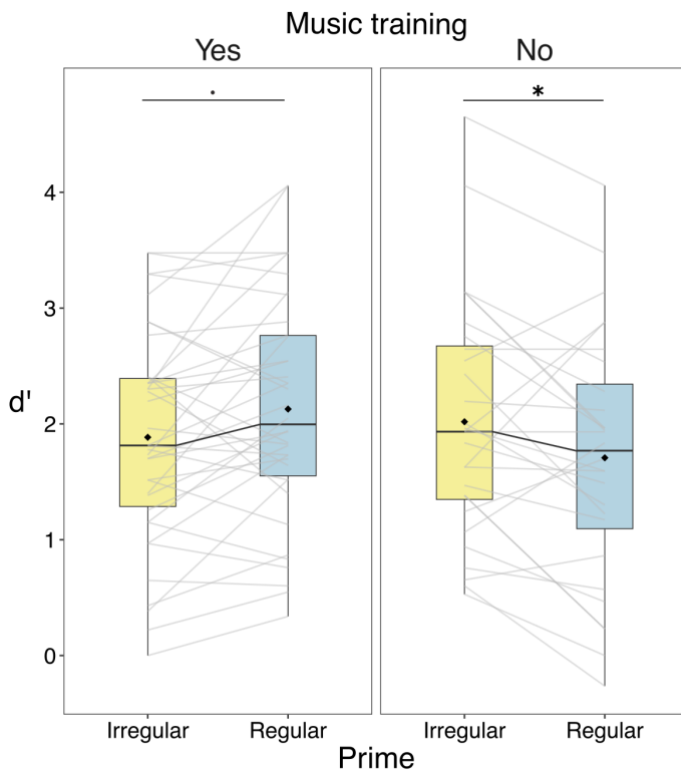 Music training
Yes
No
.
*
4
3
2
1
0
d'
Irregular
Regular
Irregular
Regular
Prime